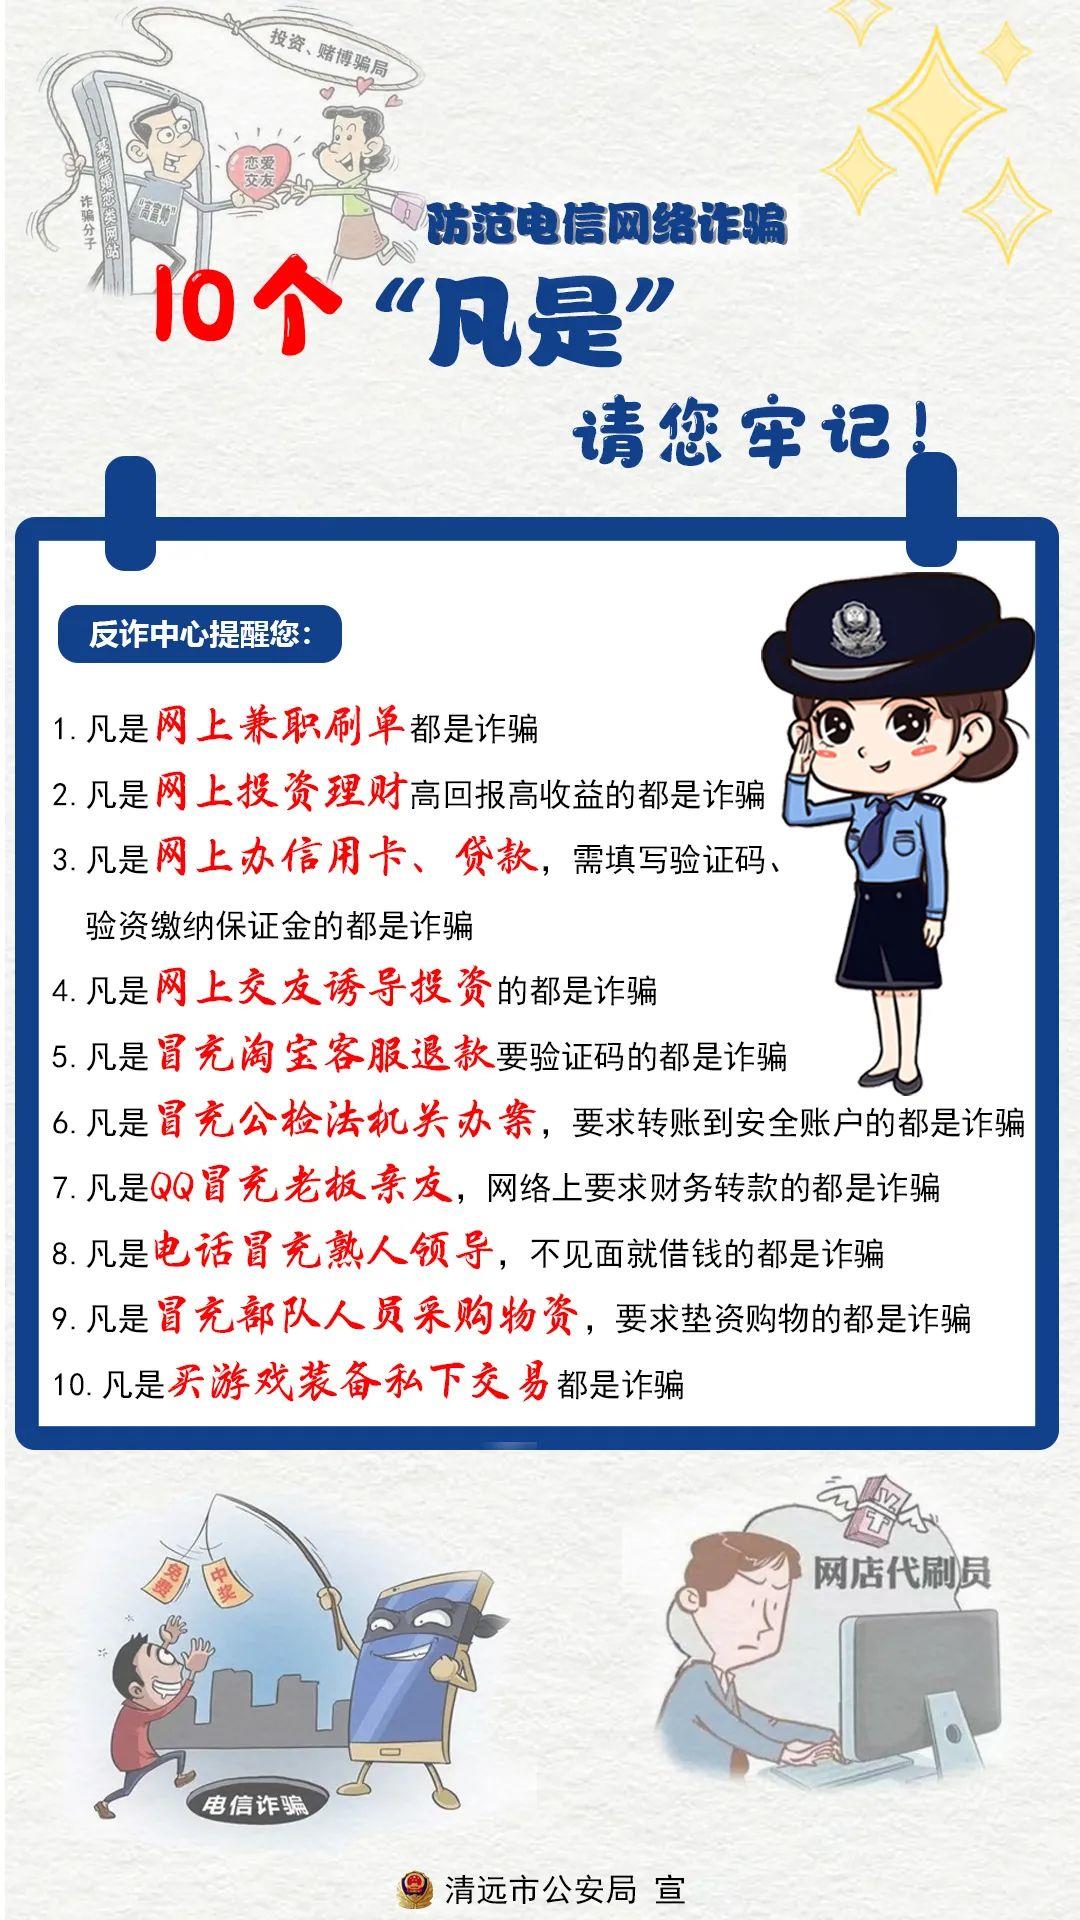 投资、赌博骗局
恋爱
交友
"高富帅"
某些婚恋类网站
诈骗分子
防范电信网络诈骗
10个“凡是”
请您牢记！
反诈中心提醒您：
1.凡是网上兼职刷单都是诈骗
2.凡是网上投资理财高回报高收益的都是诈骗
3.凡是网上办信用卡、贷款，需填写验证码、
验资缴纳保证金的都是诈骗
4.凡是网上交友诱导投资的都是诈骗
5.凡是冒充淘宝客服退款要验证码的都是诈骗
6.凡是冒充公检法机关办案，要求转账到安全账户的都是诈骗
7.凡是QQ冒充老板亲友，网络上要求财务转款的都是诈骗
8.凡是电话冒充熟人领导，不见面就借钱的都是诈骗
9.凡是冒充部队人员采购物资，要求垫资购物的都是诈骗
10.凡是买游戏装备私下交易都是诈骗
免费
中奖
网店代刷员
电信诈骗
清远市公安局 宣